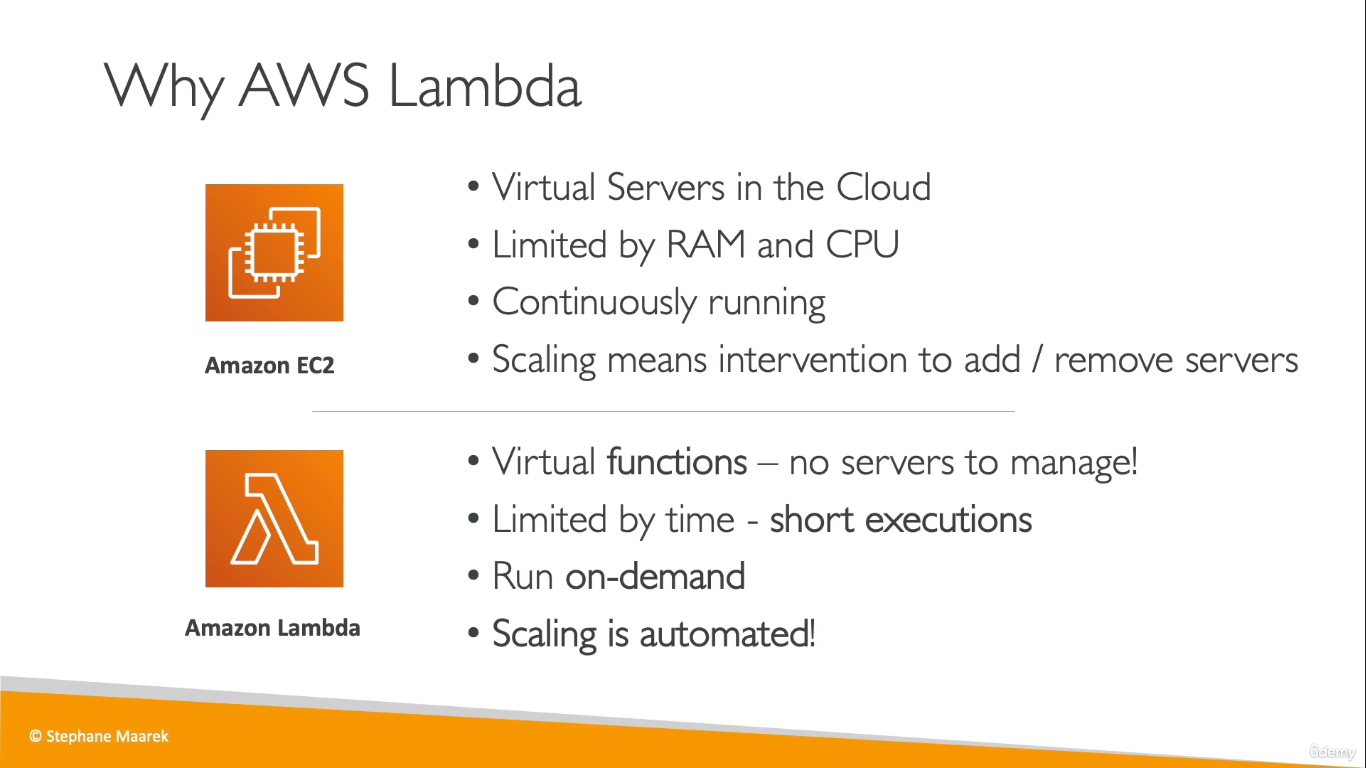 Why AWS Lambda
• Virtual Servers in the Cloud
• Limited by RAM and CPU
• Continuously running
• Scaling means intervention to add / remove servers
Amazon EC2
• Virtual functions – no servers to manage!
• Limited by time - short executions
• Run on-demand
• Scaling is automated!
Amazon Lambda
© Stephane Maarek
ûdemy